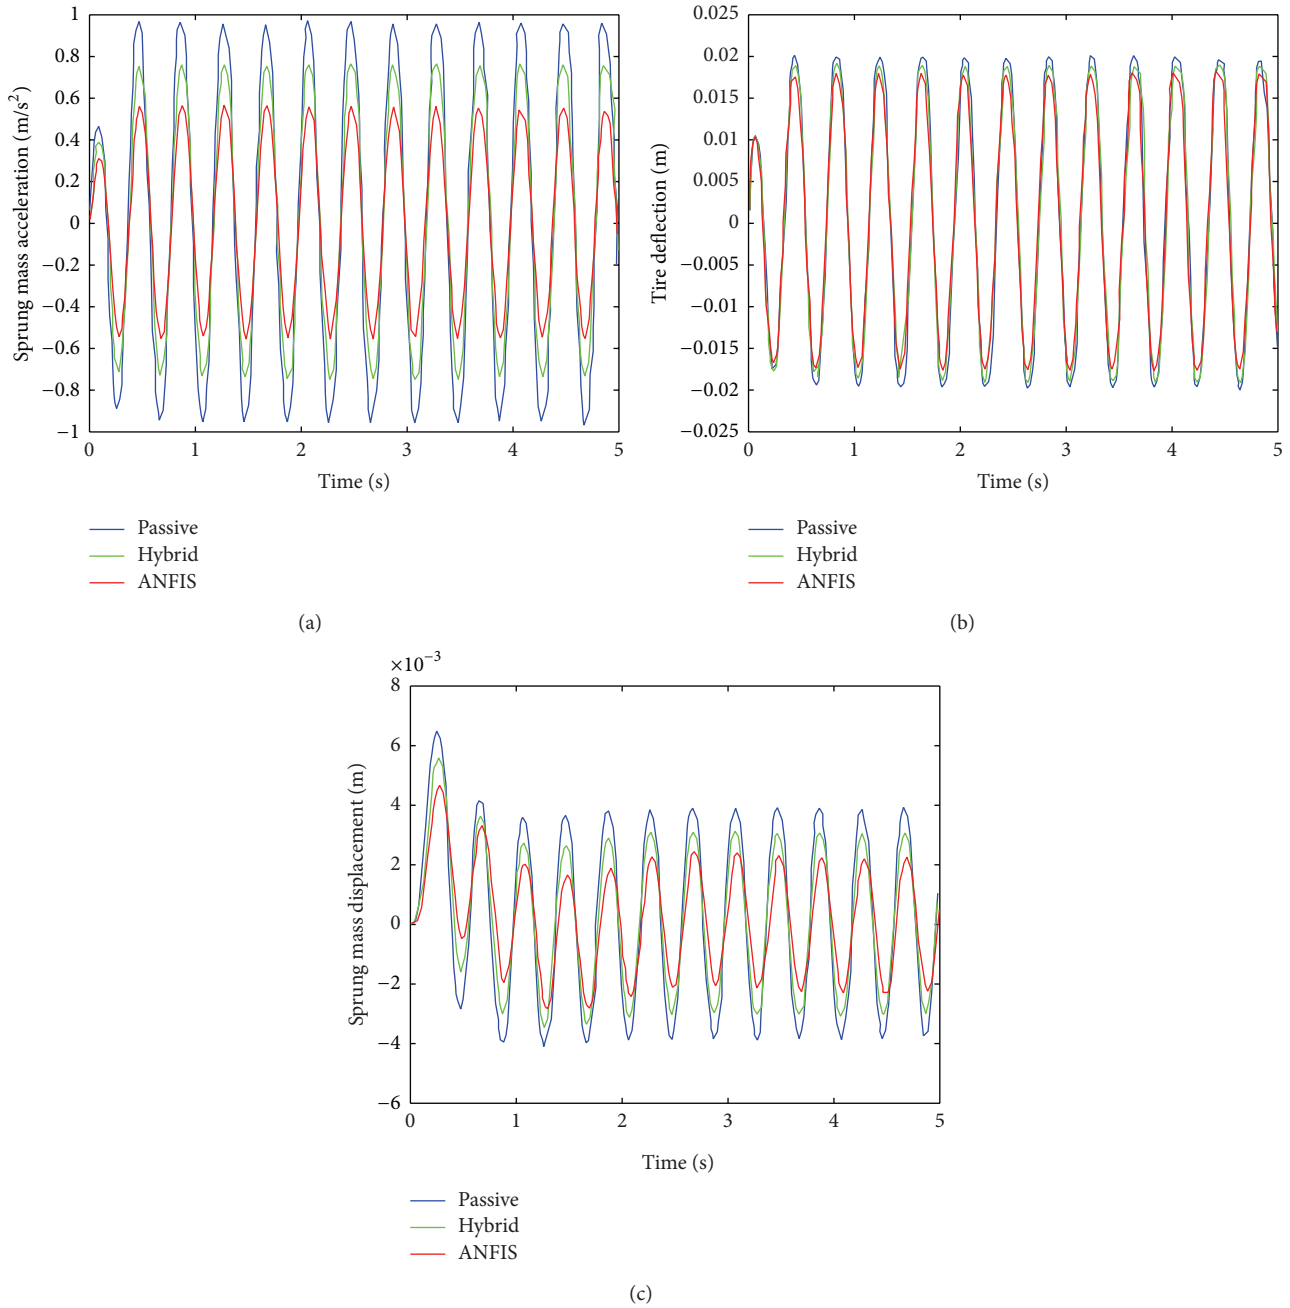 1
0.8
0.6
0.4
0.2
0
−0.2
−0.4
−0.6
−0.8
−1
Sprung mass acceleration (m/s²)
0 1 2 3 4 5
Time (s)
Passive
Hybrid
ANFIS
(a)
0.025
0.02
0.015
0.01
0.005
0
−0.005
−0.01
−0.015
−0.02
−0.025
Tire deflection (m)
0 1 2 3 4 5
Time (s)
Passive
Hybrid
ANFIS
(b)
×10⁻³
8
6
4
2
0
−2
−4
−6
Sprung mass displacement (m)
0 1 2 3 4 5
Time (s)
Passive
Hybrid
ANFIS
(c)